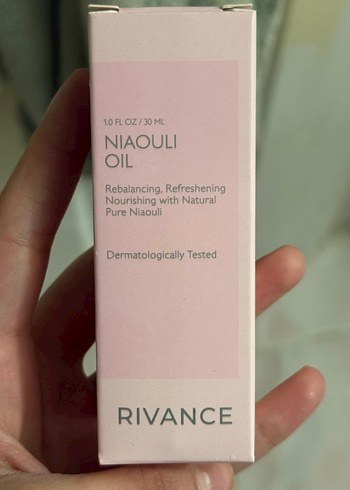 1.0 FL OZ / 30 ML
NIAOULI
OIL
Rebalancing, Refreshening
Nourishing with Natural
Pure Niaouli
Dermatologically Tested
RIVANCE